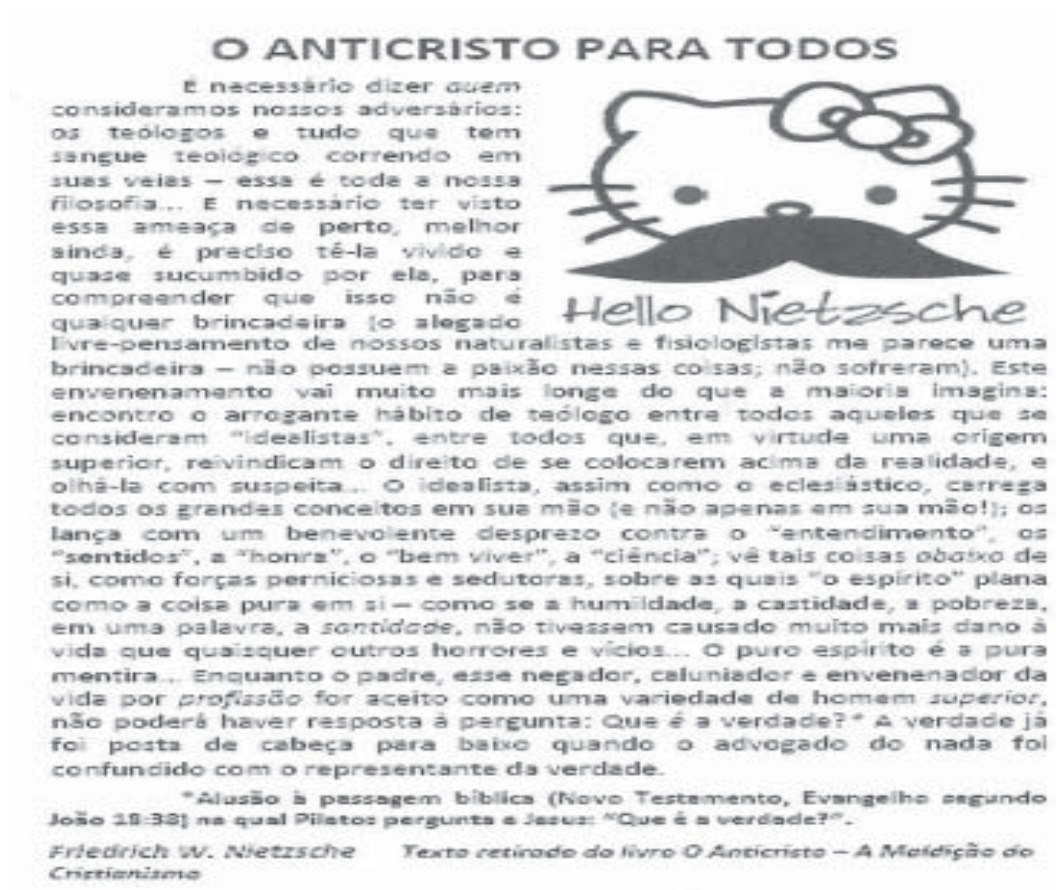 O ANTICRISTO PARA TODOS
É necessário dizer quem
consideramos nossos adversários:
os teólogos e tudo que tem
sangue teológico correndo em
suas veias – essa é toda a nossa
filosofia... É necessário ter visto
essa ameaça de perto, melhor
ainda, é preciso tê-la vivido e
quase sucumbido por ela, para
compreender que isso não é
qualquer brincadeira (o alegado
Hello Nietzsche
livre-pensamento de nossos naturalistas e fisiologistas me parece uma
brincadeira – não possuem a paixão nessas coisas; não sofreram). Este
envenenamento vai muito mais longe do que a maioria imagina:
encontro o arrogante hábito de teólogo entre todos aqueles que se
consideram "idealistas", entre todos que, em virtude uma origem
superior, reivindicam o direito de se colocarem acima da realidade, e
olhá-la com suspeita... O idealista, assim como o eclesiástico, carrega
todos os grandes conceitos em sua mão (e não apenas em sua mão!); os
lança com um benevolente desprezo contra o "entendimento", os
"sentidos", a "honra", o "bem viver", a "ciência"; vê tais coisas abaixo de
si, como forças perniciosas e sedutoras, sobre as quais "o espírito" plana
como a coisa pura em si – como se a humildade, a castidade, a pobreza,
em uma palavra, a santidade, não tivessem causado muito mais dano à
vida que quaisquer outros horrores e vícios... O puro espírito é a pura
mentira... Enquanto o padre, esse negador, caluniador e envenenador da
vida por profissão for aceito como uma variedade de homem superior,
não poderá haver resposta à pergunta: Que é a verdade?* A verdade já
foi posta de cabeça para baixo quando o advogado do nada foi
confundido com o representante da verdade.
*Alusão à passagem bíblica (Novo Testamento, Evangelho segundo
João 18:38) na qual Pilatos pergunta a Jesus: "Que é a verdade?".
Friedrich W. Nietzsche Texto retirado do livro O Anticristo – A Maldição do
Cristianismo